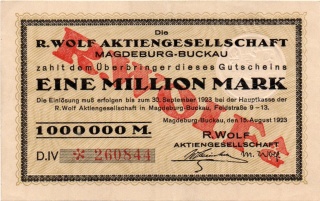 Die
R. WOLF AKTIENGESELLSCHAFT
MAGDEBURG-BUCKAU
zahlt dem Überbringer dieses Gutscheins
EINE MILLION MARK
Die Einlösung muß erfolgen bis zum 30. September 1923 bei der Hauptkasse der
R. Wolf Aktiengesellschaft in Magdeburg-Buckau, Feldstraße 9-13.
Magdeburg-Buckau, den 15. August 1923
1000000 M.
R. WOLF
AKTIENGESELLSCHAFT
D.IV * 260844